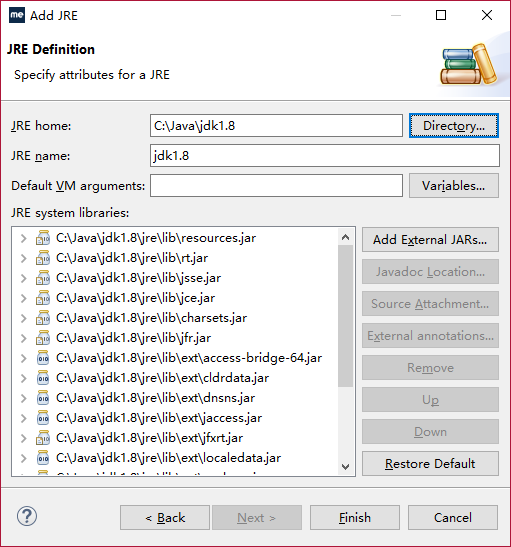 me Add JRE
JRE Definition
Specify attributes for a JRE
JRE home: C:\Java\jdk1.8 Directory...
JRE name: jdk1.8
Default VM arguments: Variables...
JRE system libraries:
C:\Java\jdk1.8\jre\lib\resources.jar
Add External JARs...
C:\Java\jdk1.8\jre\lib\rt.jar
C:\Java\jdk1.8\jre\lib\jsse.jar
Javadoc Location...
C:\Java\jdk1.8\jre\lib\jce.jar
Source Attachment...
C:\Java\jdk1.8\jre\lib\charsets.jar
C:\Java\jdk1.8\jre\lib\jfr.jar
External annotations...
C:\Java\jdk1.8\jre\lib\ext\access-bridge-64.jar
Remove
C:\Java\jdk1.8\jre\lib\ext\cldrdata.jar
C:\Java\jdk1.8\jre\lib\ext\dnsns.jar
Up
C:\Java\jdk1.8\jre\lib\ext\jaccess.jar
C:\Java\jdk1.8\jre\lib\ext\jfxrt.jar
Down
C:\Java\jdk1.8\jre\lib\ext\localedata.jar
Restore Default
? < Back Next > Finish Cancel